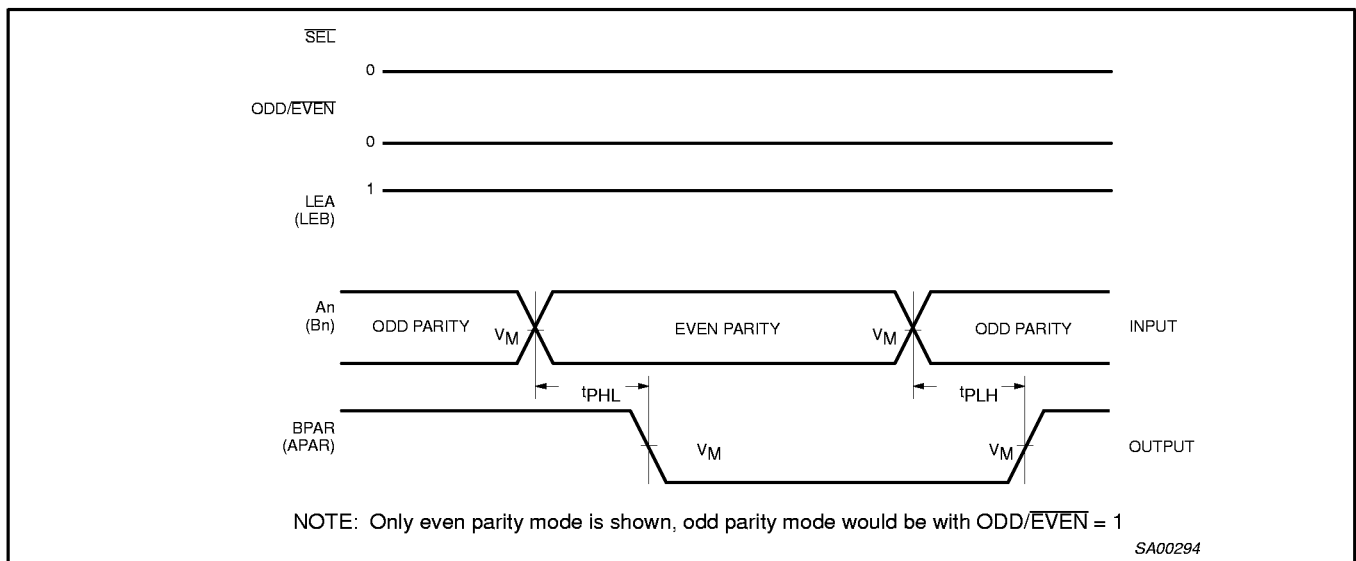 SEL
0
ODD/EVEN
0
1
LEA
(LEB)
An
(Bn)
ODD PARITY
VM
EVEN PARITY
VM
ODD PARITY
INPUT
tPHL
tPLH
BPAR
(APAR)
VM
VM
OUTPUT
NOTE: Only even parity mode is shown, odd parity mode would be with ODD/EVEN = 1
SA00294